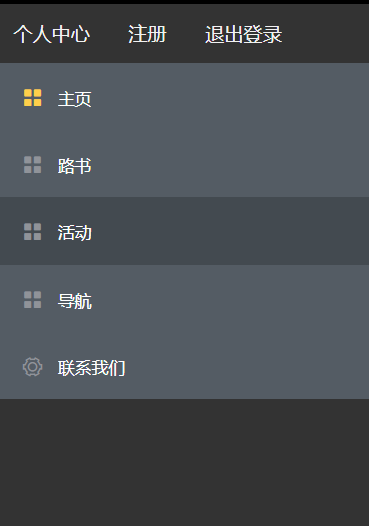 个人中心 注册 退出登录
主页
路书
活动
导航
联系我们